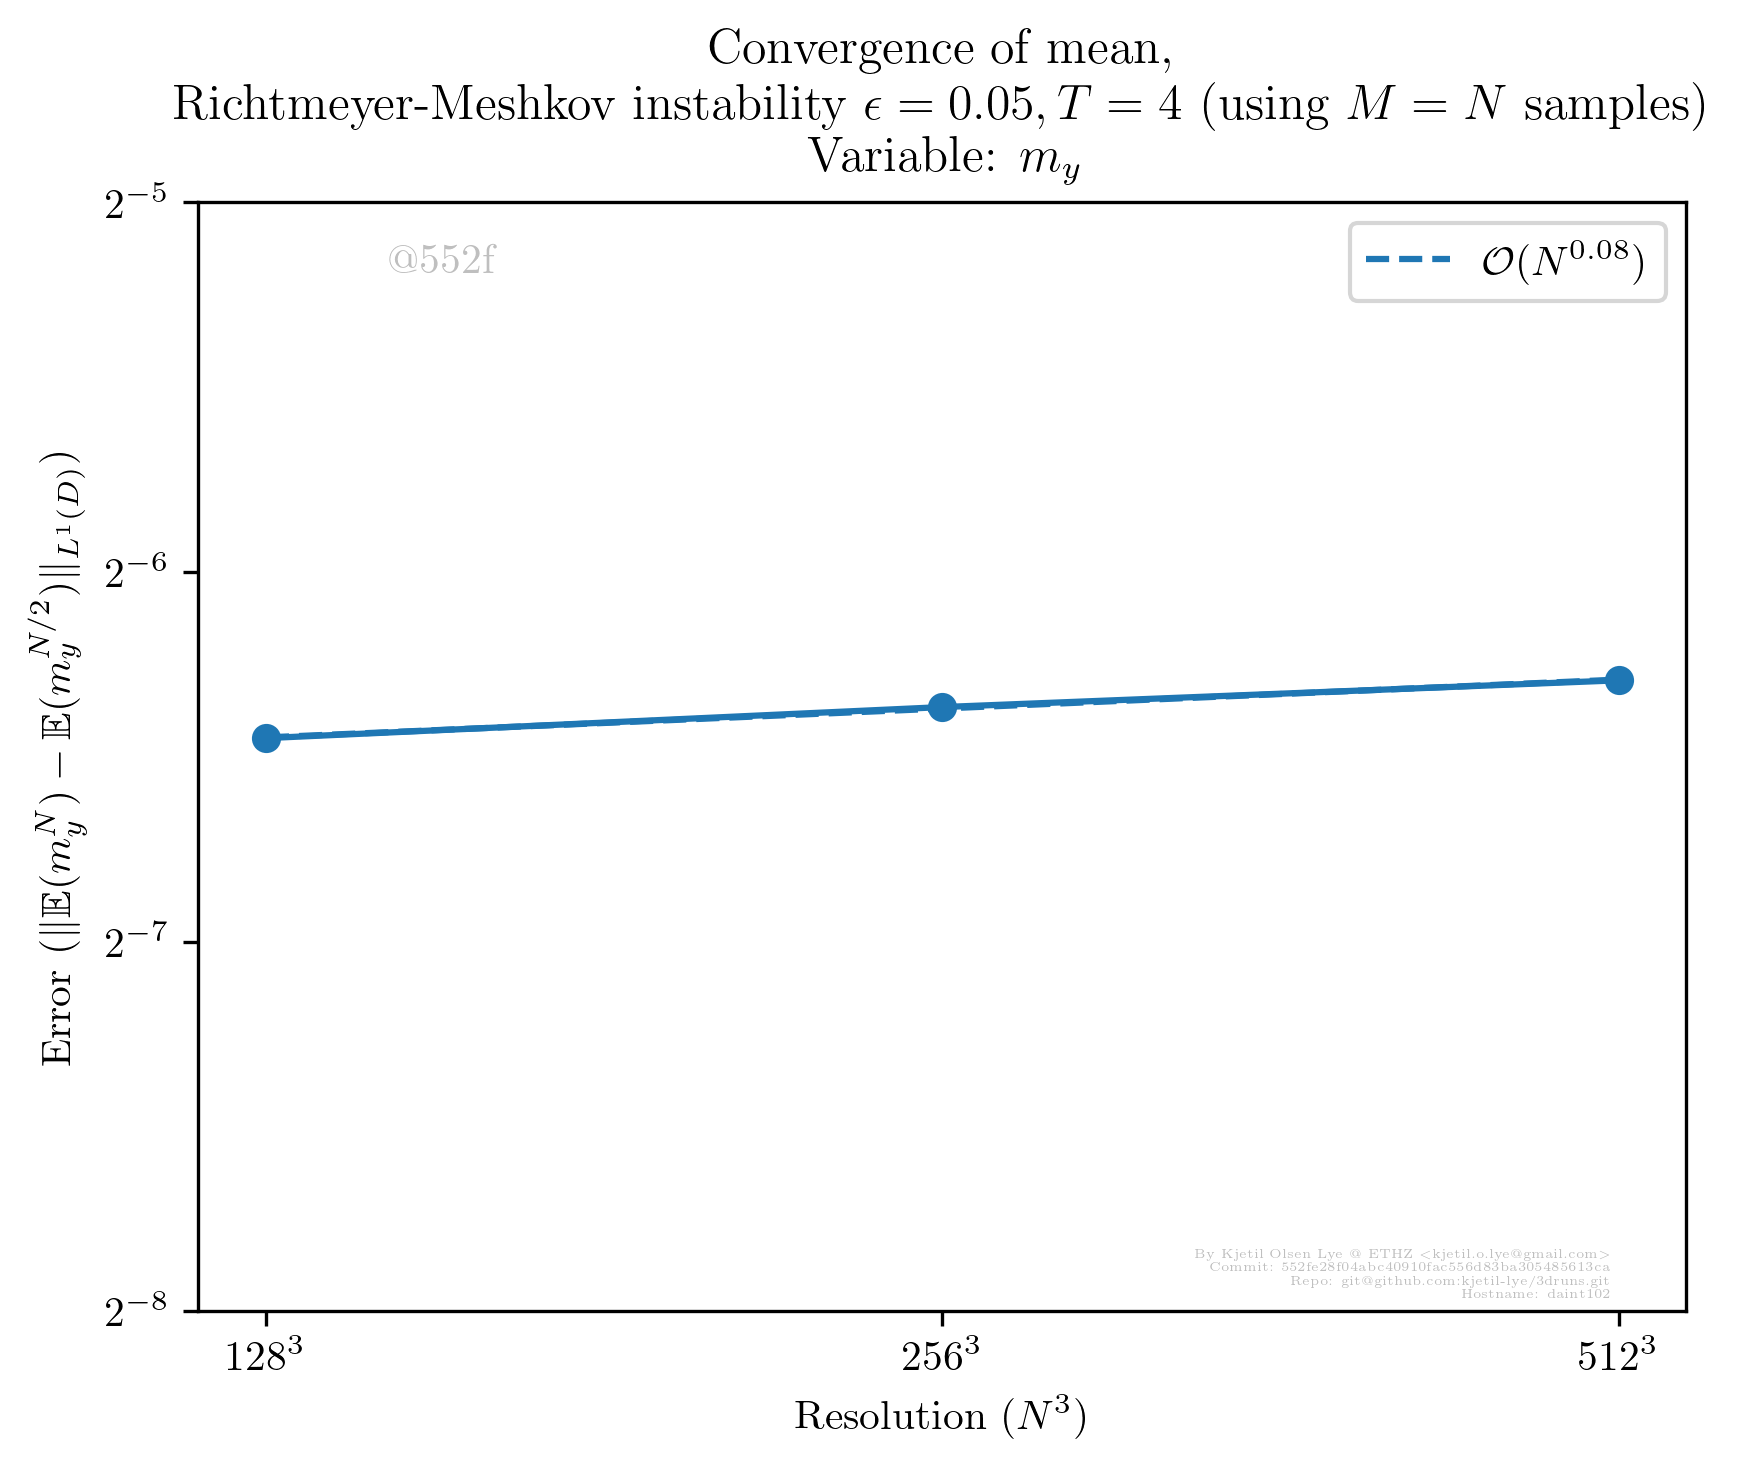 Convergence of mean,
Richtmeyer-Meshkov instability ϵ = 0.05, T = 4 (using M = N samples)
Variable: m_y
2^{-5}
@552f
O(N^{0.08})
2^{-6}
2^{-7}
2^{-8}
Error (‖𝔼(m_y^N) − 𝔼(m_y^{N/2})‖_{L^1(D)})
By Kjetil Olsen Lye @ ETHZ <kjetil.o.lye@gmail.com>
Commit: 552fe28f04abc40910fac556d83ba305485613ca
Repo: git@github.com:kjetil-lye/3druns.git
Hostname: daint102
128^3 256^3 512^3
Resolution (N^3)